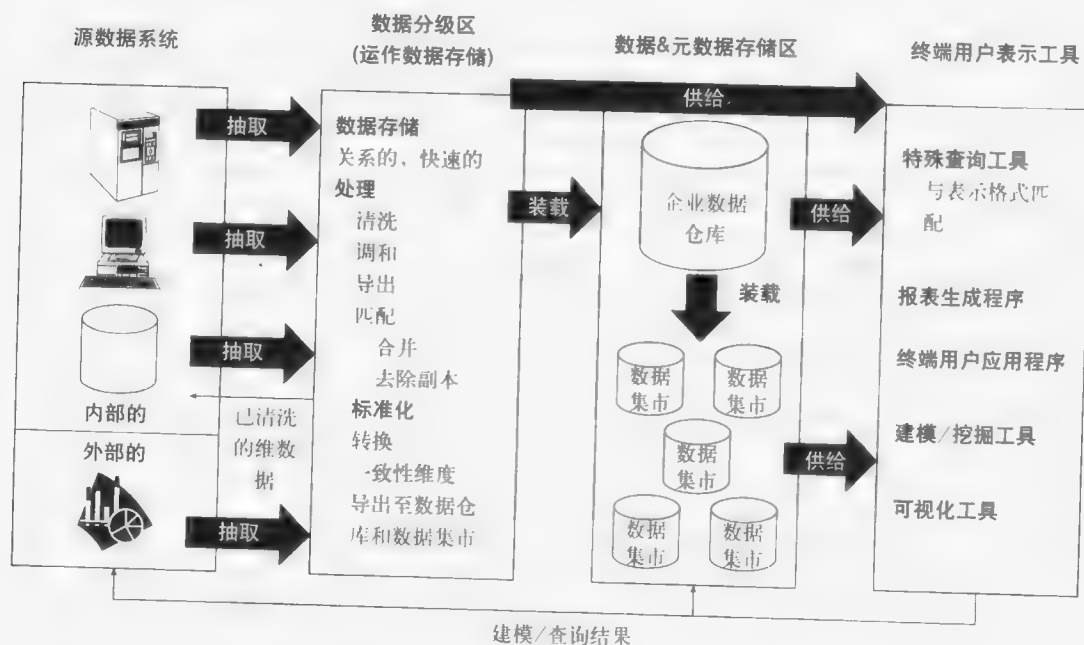 源数据系统
数据分级区
(运作数据存储)
数据&元数据存储区
终端用户表示工具
抽取
抽取
抽取
内部的
外部的
抽取
已清洗
的维数
据
数据存储
关系的、快速的
处理
清洗
调和
导出
匹配
合并
去除副本
标准化
转换
一致性维度
导出至数据仓
库和数据集市
供给
装载
企业数据
仓库
装载
数据
集市
数据
集市
数据
集市
数据
集市
数据
集市
供给
供给
特殊查询工具
与表示格式匹
配
报表生成程序
终端用户应用程序
建模/挖掘工具
可视化工具
建模/查询结果